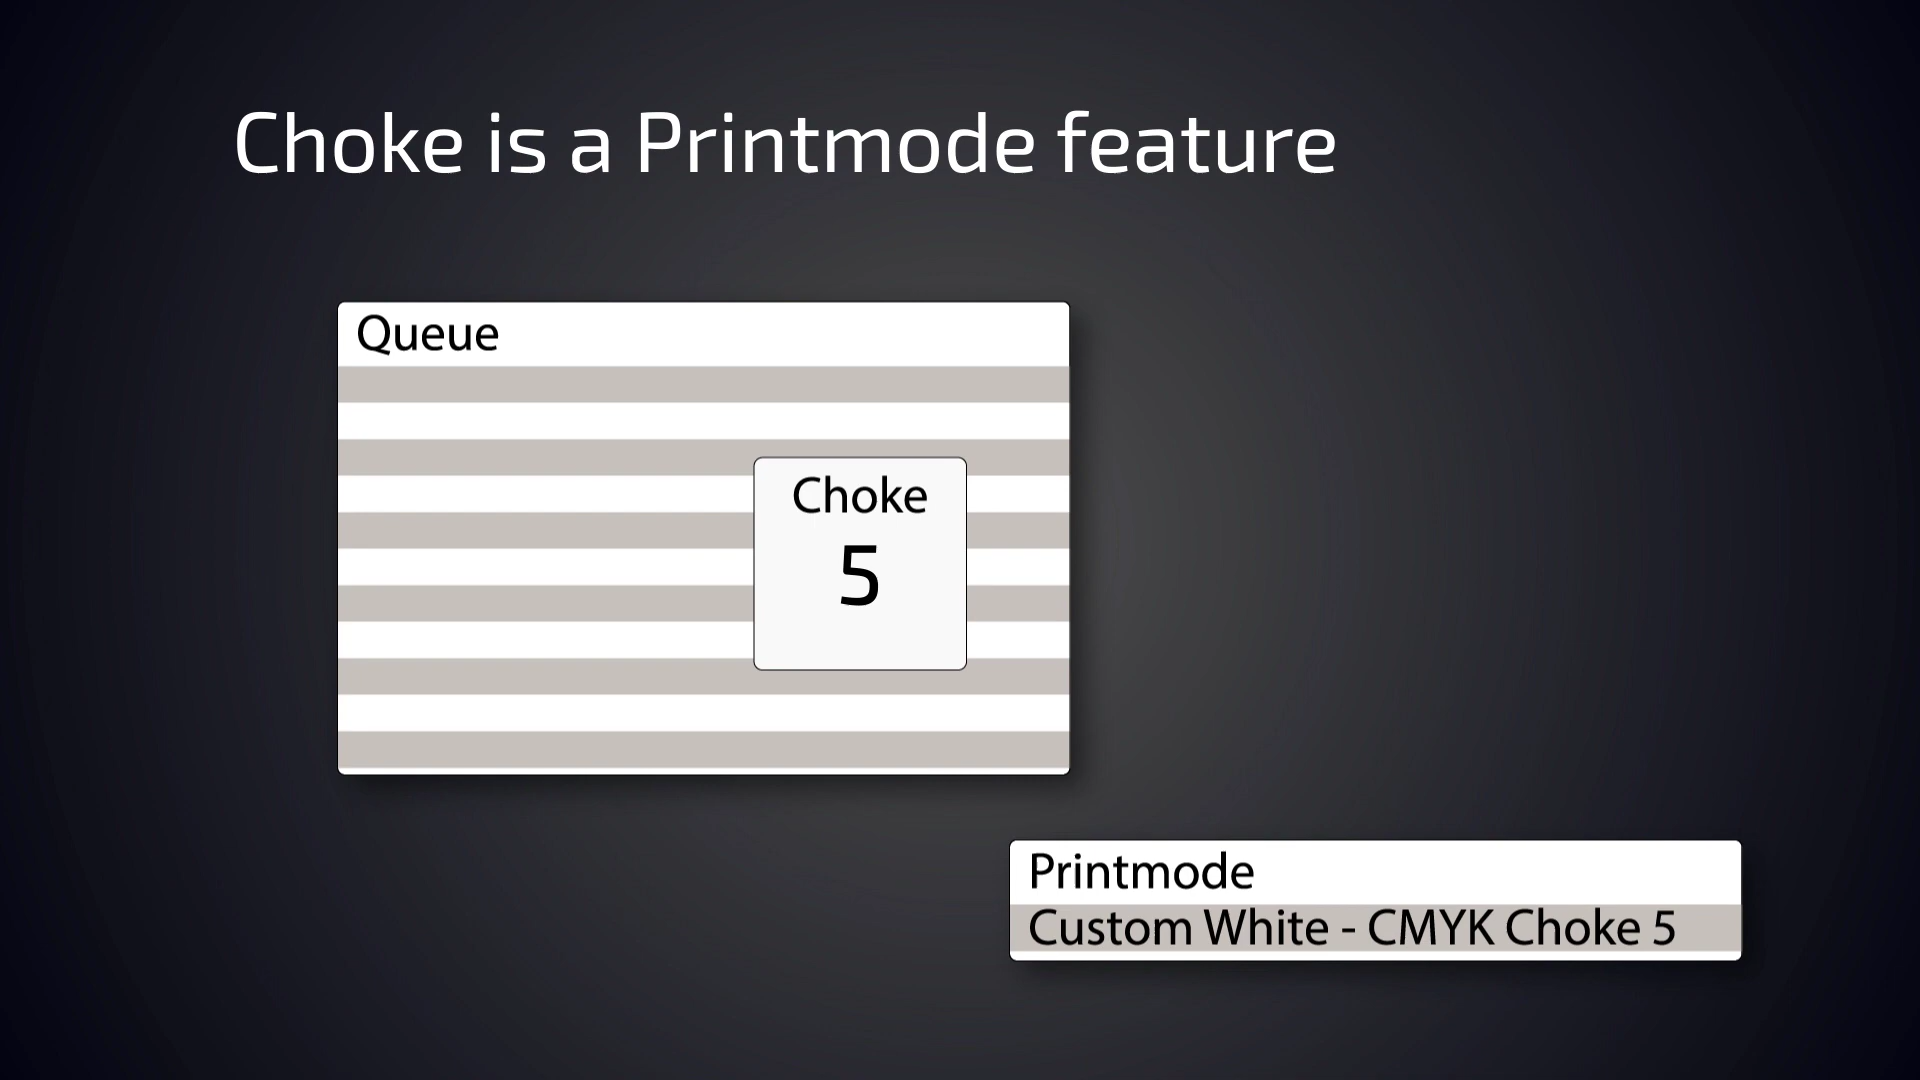 Choke is a Printmode feature
Queue
Choke
5
Printmode
Custom White - CMYK Choke 5